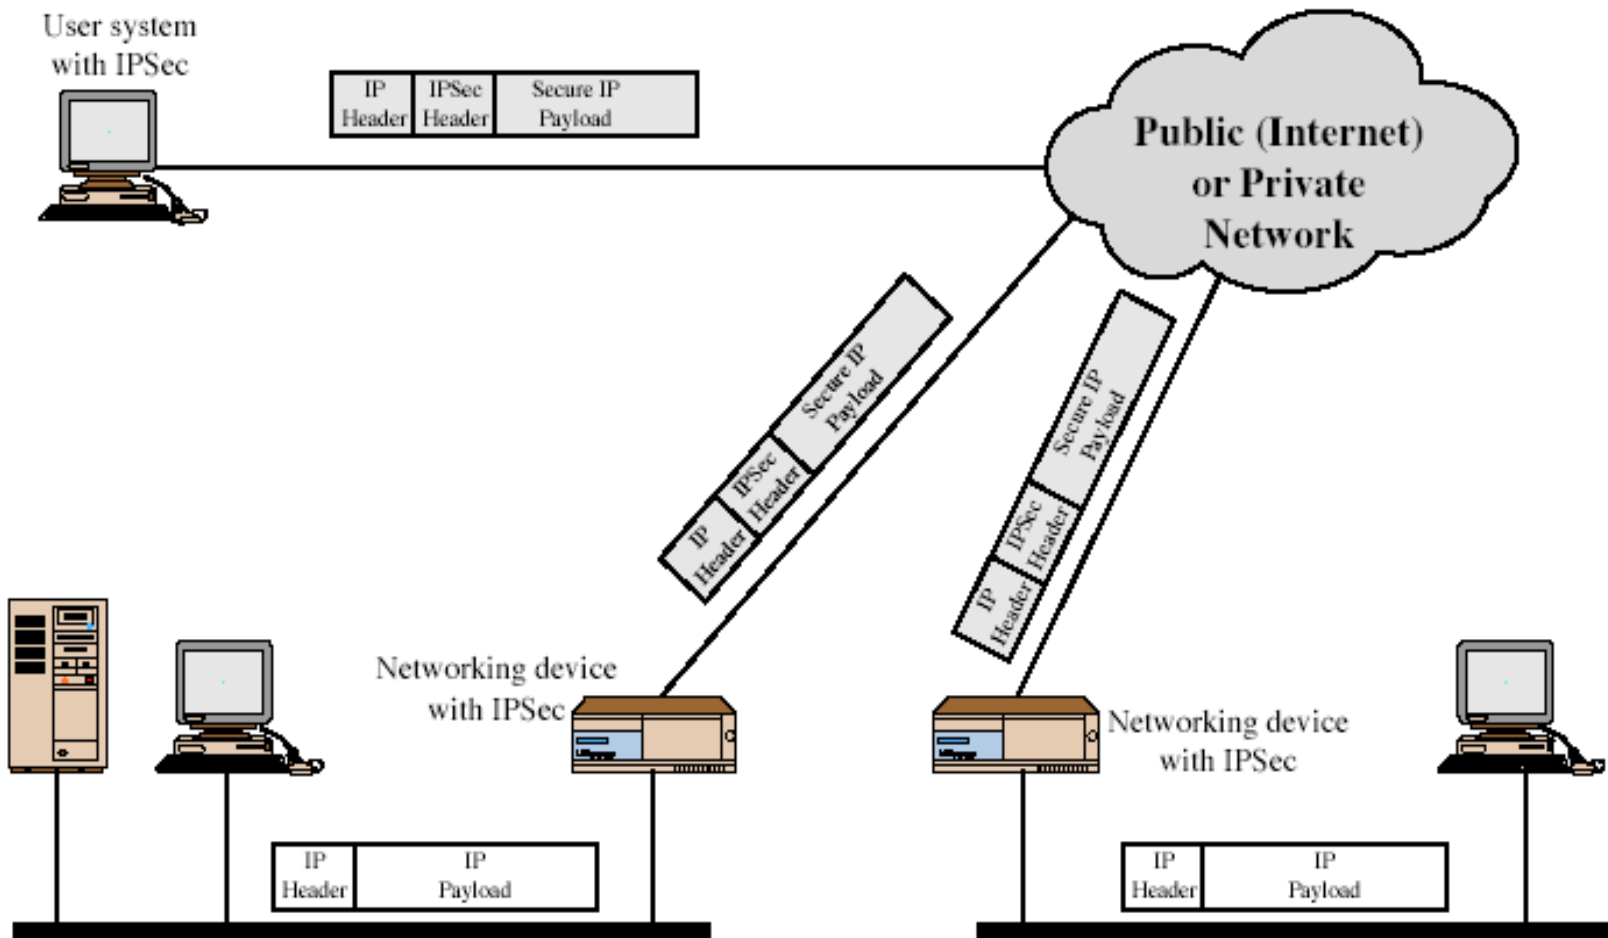 User system
with IPSec
IP
Header
IPSec
Header
Secure IP
Payload
Public (Internet)
or Private
Network
Secure IP
Payload
IPSec
Header
IP
Header
Secure IP
Payload
IPSec
Header
IP
Header
Networking device
with IPSec
Networking device
with IPSec
IP
Header
IP
Payload
IP
Header
IP
Payload